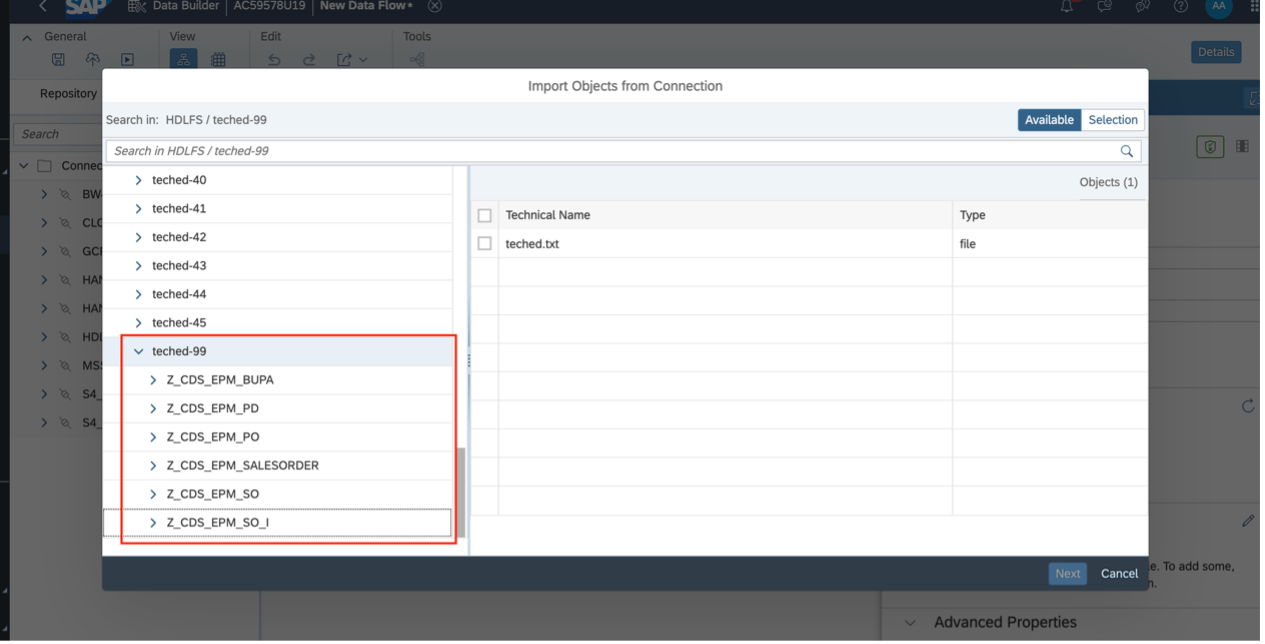 SAP Data Builder AC59578U19 New Data Flow*
AA
General View Edit Tools
Details
Repository
Import Objects from Connection
Search in: HDLFS / teched-99
Available Selection
Search
Search in HDLFS / teched-99
Connec
BW
CLO
GCP
HAN
HAN
HDL
MSS
S4_
S4_
teched-40
teched-41
teched-42
teched-43
teched-44
teched-45
teched-99
Z_CDS_EPM_BUPA
Z_CDS_EPM_PD
Z_CDS_EPM_PO
Z_CDS_EPM_SALESORDER
Z_CDS_EPM_SO
Z_CDS_EPM_SO_I
Objects (1)
Technical Name Type
teched.txt file
Next Cancel
e. To add some,
n.
Advanced Properties